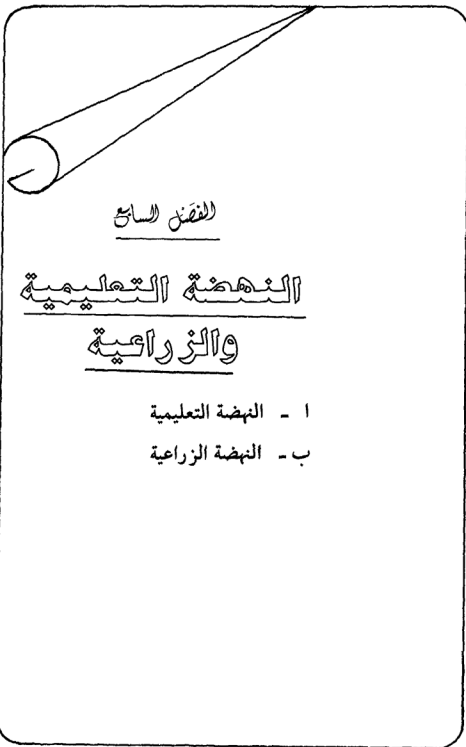 الفصل السابع
النهضة التعليمية
والزراعية
ا - النهضة التعليمية
ب - النهضة الزراعية